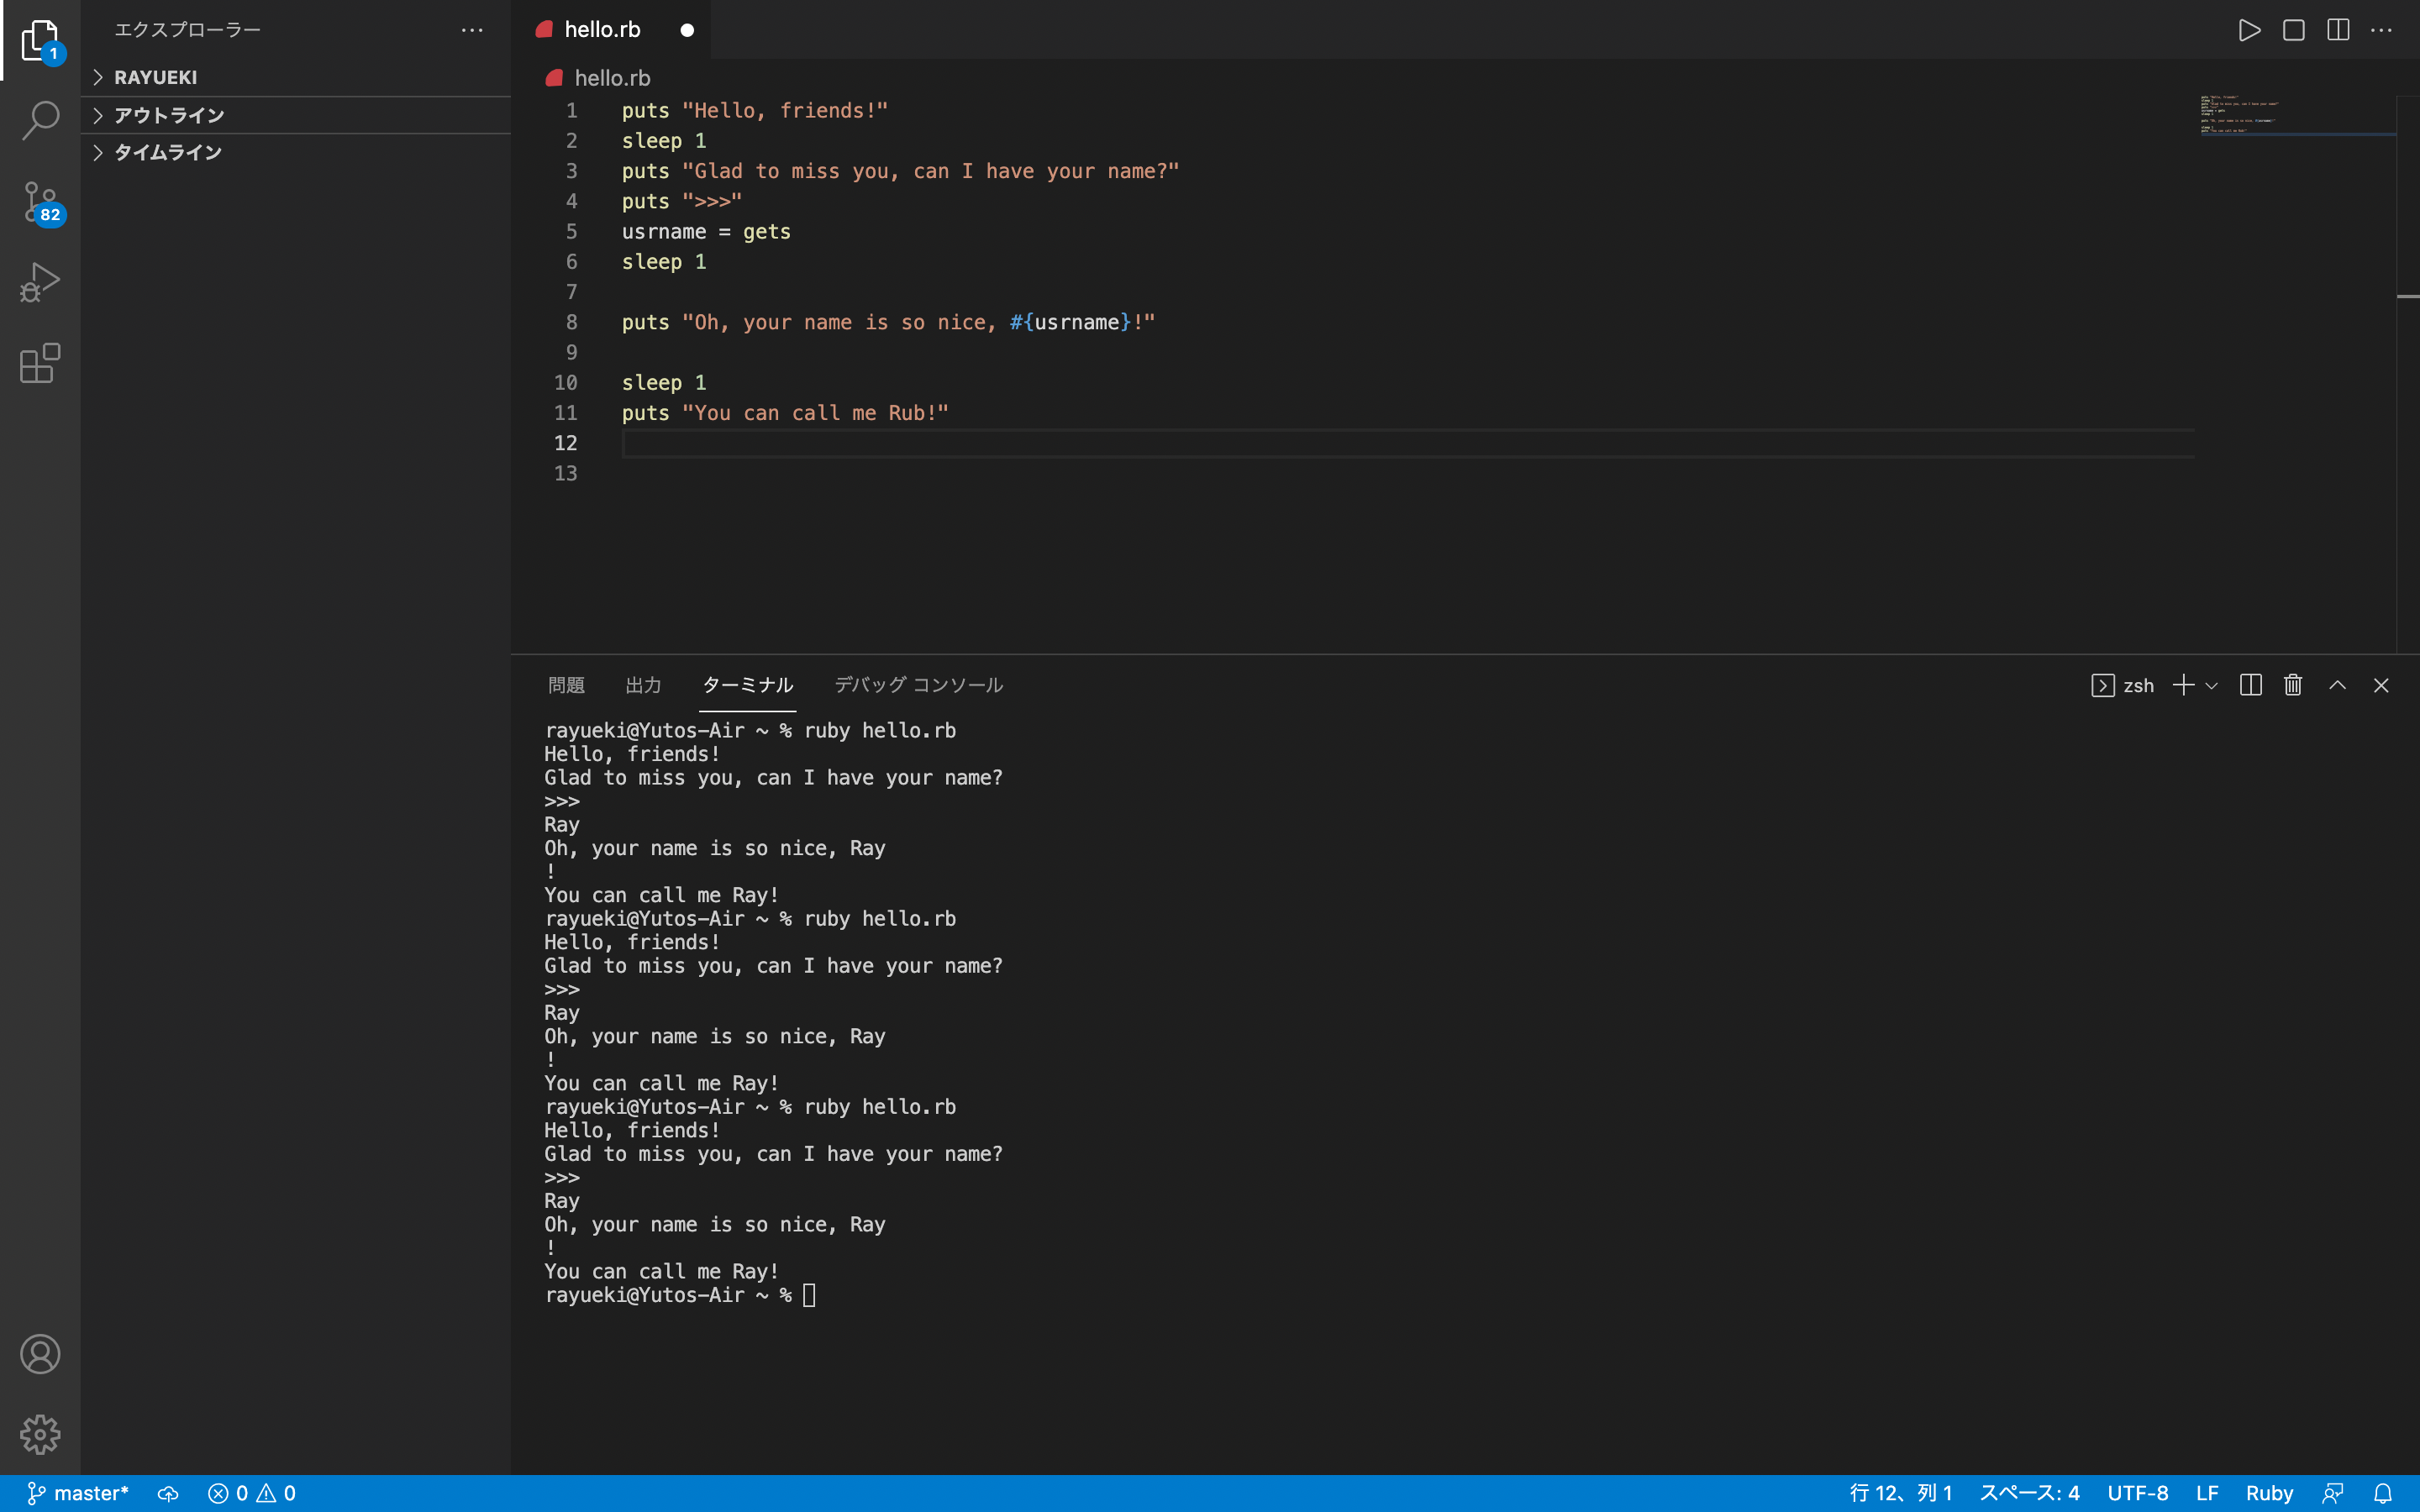 1
エクスプローラー
RAYUEKI
アウトライン
タイムライン
82
hello.rb
hello.rb
1 puts "Hello, friends!"
2 sleep 1
3 puts "Glad to miss you, can I have your name?"
4 puts ">>>"
5 usrname = gets
6 sleep 1
7
8 puts "Oh, your name is so nice, #{usrname}!"
9
10 sleep 1
11 puts "You can call me Rub!"
12
13
問題 出力 ターミナル デバッグ コンソール
zsh
rayueki@Yutos-Air ~ % ruby hello.rb
Hello, friends!
Glad to miss you, can I have your name?
>>>
Ray
Oh, your name is so nice, Ray
!
You can call me Ray!
rayueki@Yutos-Air ~ % ruby hello.rb
Hello, friends!
Glad to miss you, can I have your name?
>>>
Ray
Oh, your name is so nice, Ray
!
You can call me Ray!
rayueki@Yutos-Air ~ % ruby hello.rb
Hello, friends!
Glad to miss you, can I have your name?
>>>
Ray
Oh, your name is so nice, Ray
!
You can call me Ray!
rayueki@Yutos-Air ~ %
master* 0 0 行 12、列 1 スペース: 4 UTF-8 LF Ruby